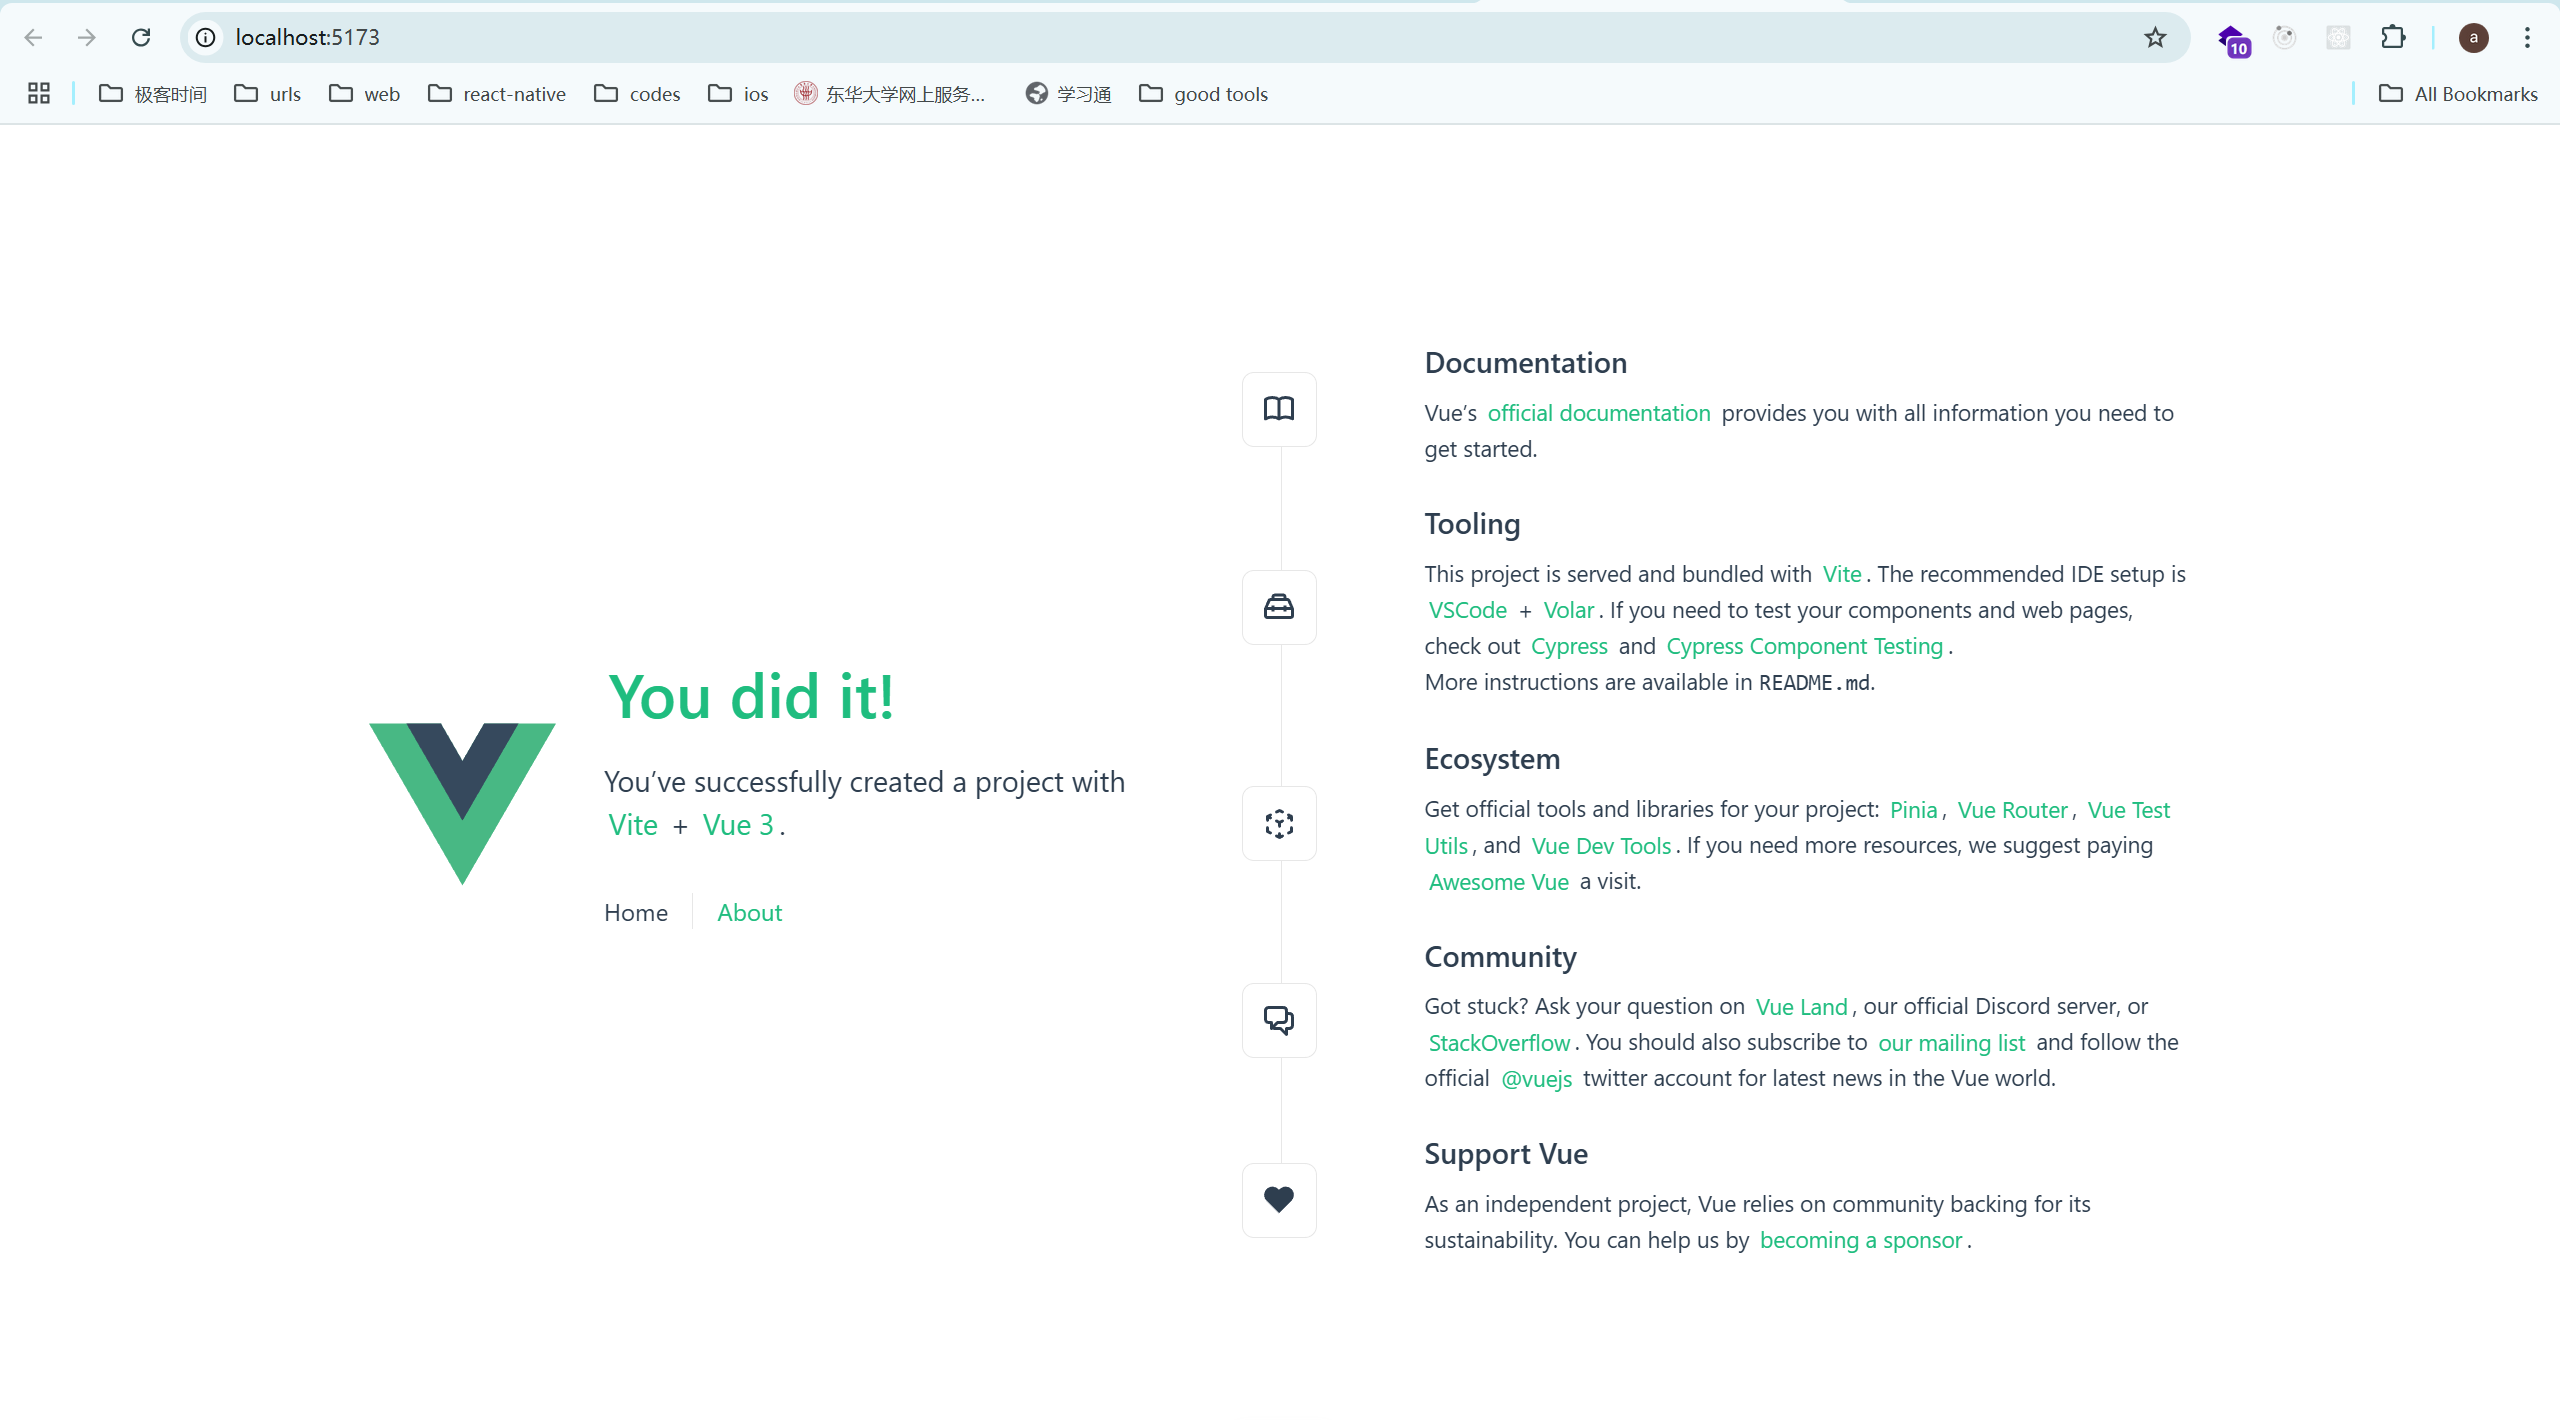 localhost:5173
10
a
极客时间
urls
web
react-native
codes
ios
东华大学网上服务...
学习通
good tools
All Bookmarks
You did it!
You’ve successfully created a project with
Vite + Vue 3.
Home
About
Documentation
Vue’s official documentation provides you with all information you need to
get started.
Tooling
This project is served and bundled with Vite. The recommended IDE setup is
VSCode + Volar. If you need to test your components and web pages,
check out Cypress and Cypress Component Testing.
More instructions are available in README.md.
Ecosystem
Get official tools and libraries for your project: Pinia, Vue Router, Vue Test
Utils, and Vue Dev Tools. If you need more resources, we suggest paying
Awesome Vue a visit.
Community
Got stuck? Ask your question on Vue Land, our official Discord server, or
StackOverflow. You should also subscribe to our mailing list and follow the
official @vuejs twitter account for latest news in the Vue world.
Support Vue
As an independent project, Vue relies on community backing for its
sustainability. You can help us by becoming a sponsor.